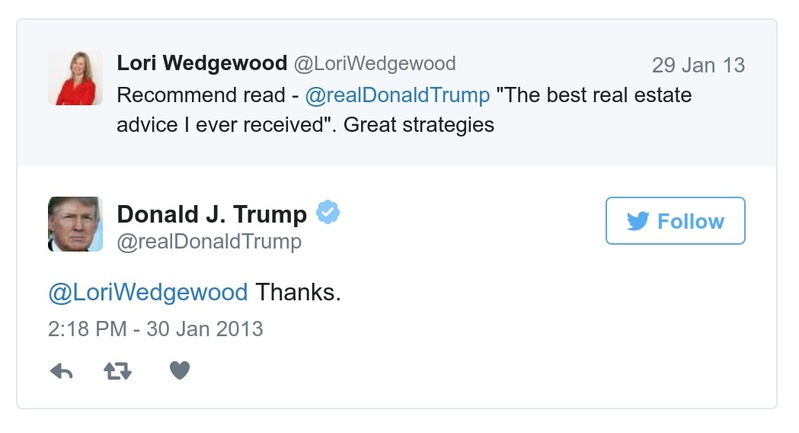 Lori Wedgewood @LoriWedgewood 29 Jan 13
Recommend read - @realDonaldTrump "The best real estate
advice I ever received". Great strategies
Donald J. Trump
@realDonaldTrump
Follow
@LoriWedgewood Thanks.
2:18 PM - 30 Jan 2013